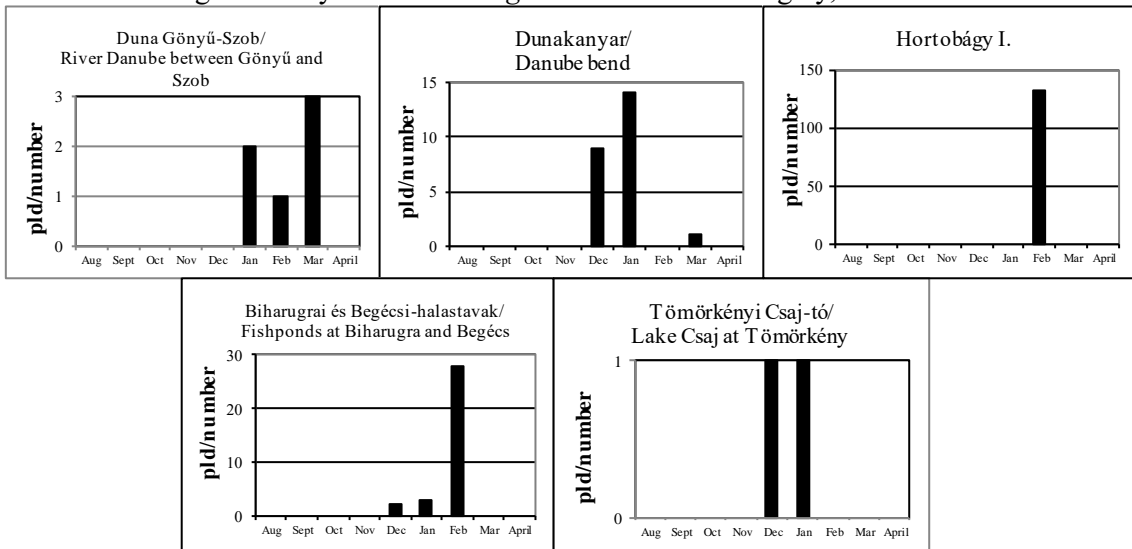 Duna Gönyű-Szob/
River Danube between Gönyű and
Szob
pld/number
3
2
1
0
Aug Sept Oct Nov Dec Jan Feb Mar April
Dunakanyar/
Danube bend
pld/number
15
10
5
0
Aug Sept Oct Nov Dec Jan Feb Mar April
Hortobágy I.
pld/number
150
100
50
0
Aug Sept Oct Nov Dec Jan Feb Mar April
Biharugrai és Begécsi-halastavak/
Fishponds at Biharugra and Begécs
pld/number
30
20
10
0
Aug Sept Oct Nov Dec Jan Feb Mar April
Tömörkényi Csaj-tó/
Lake Csaj at Tömörkény
pld/number
1
0
Aug Sept Oct Nov Dec Jan Feb Mar April